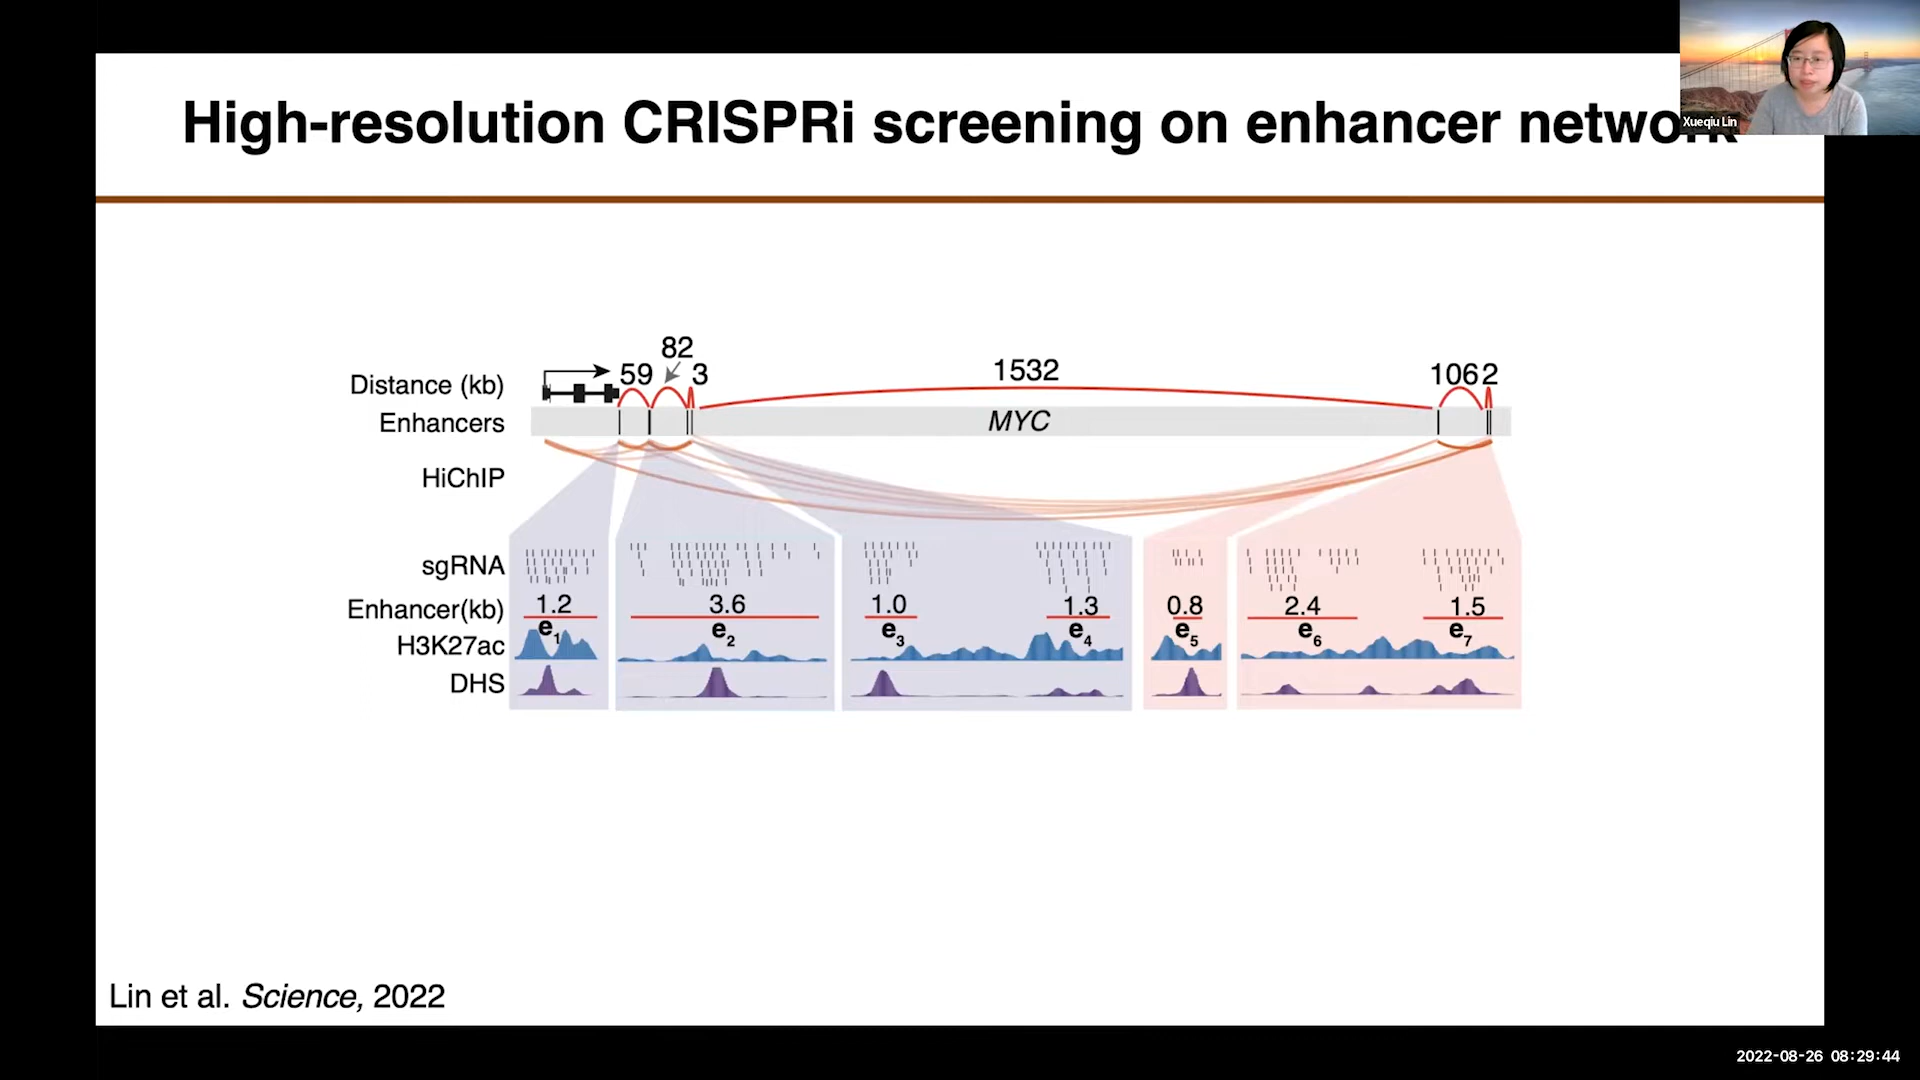 High-resolution CRISPRi screening on enhancer network
Xueqiu Lin
Distance (kb) 59 82 3 1532 106 2
Enhancers MYC
HiChIP
sgRNA
Enhancer(kb) 1.2 3.6 1.0 1.3 0.8 2.4 1.5
e1 e2 e3 e4 e5 e6 e7
H3K27ac
DHS
Lin et al. Science, 2022
2022-08-26 08:29:44